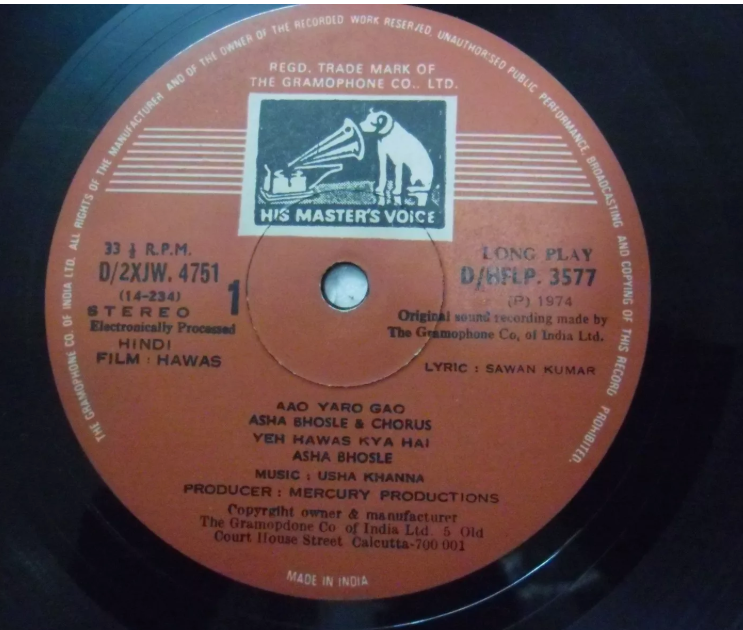 THE GRAMOPHONE CO. OF INDIA LTD. ALL RIGHTS OF THE MANUFACTURER AND OF THE OWNER OF THE RECORDED WORK RESERVED. UNAUTHORISED PUBLIC PERFORMANCE, BROADCASTING AND COPYING OF THIS RECORD PROHIBITED.
REGD. TRADE MARK OF
THE GRAMOPHONE CO., LTD.
HIS MASTER'S VOICE
33 ⅓ R.P.M.
D/2XJW. 4751
(14-234)
1
STEREO
Electronically Processed
HINDI
FILM : HAWAS
LONG PLAY
D/HFLP. 3577
(P) 1974
Original sound recording made by
The Gramophone Co, of India Ltd.
LYRIC : SAWAN KUMAR
AAO YARO GAO
ASHA BHOSLE & CHORUS
YEH HAWAS KYA HAI
ASHA BHOSLE
MUSIC : USHA KHANNA
PRODUCER : MERCURY PRODUCTIONS
Copyrgiht owner & manufacturer
The Gramopdone Co of India Ltd. 5 Old
Court House Street Calcutta-700 001
MADE IN INDIA